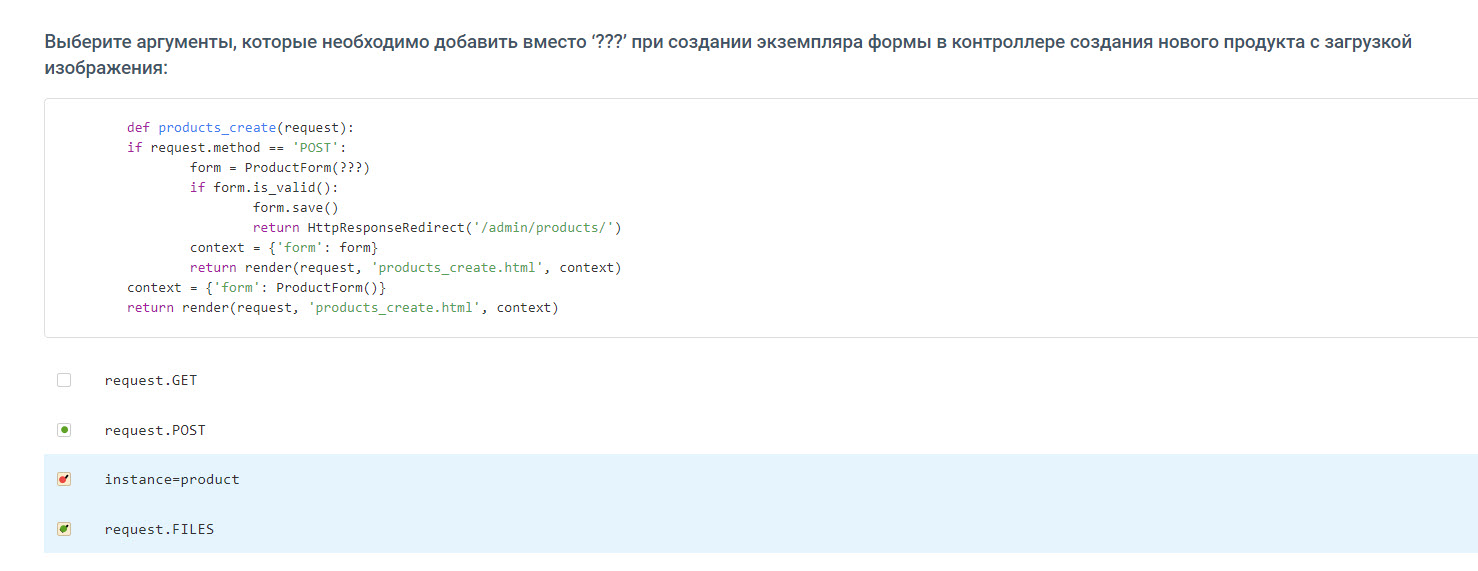 Выберите аргументы, которые необходимо добавить вместо ‘???’ при создании экземпляра формы в контроллере создания нового продукта с загрузкой
изображения:
def products_create(request):
if request.method == 'POST':
form = ProductForm(???)
if form.is_valid():
form.save()
return HttpResponseRedirect('/admin/products/')
context = {'form': form}
return render(request, 'products_create.html', context)
context = {'form': ProductForm()}
return render(request, 'products_create.html', context)
request.GET
request.POST
instance=product
request.FILES